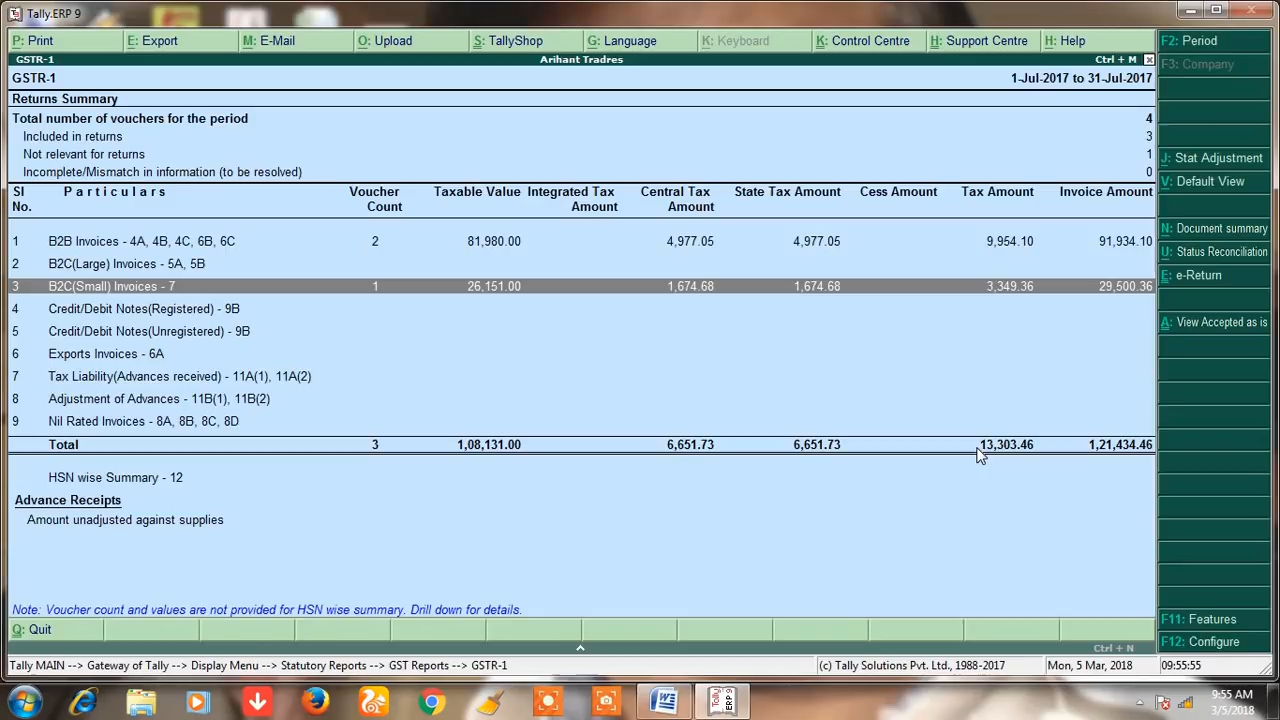 Tally.ERP 9
P: Print E: Export M: E-Mail O: Upload S: TallyShop G: Language K: Keyboard K: Control Centre H: Support Centre H: Help
GSTR-1 Arihant Tradres Ctrl + M
GSTR-1 1-Jul-2017 to 31-Jul-2017
Returns Summary
Total number of vouchers for the period 4
Included in returns 3
Not relevant for returns 1
Incomplete/Mismatch in information (to be resolved) 0
Sl Particulars Voucher Taxable Value Integrated Tax Central Tax State Tax Amount Cess Amount Tax Amount Invoice Amount
No. Count Amount Amount
1 B2B Invoices - 4A, 4B, 4C, 6B, 6C 2 81,980.00 4,977.05 4,977.05 9,954.10 91,934.10
2 B2C(Large) Invoices - 5A, 5B
3 B2C(Small) Invoices - 7 1 26,151.00 1,674.68 1,674.68 3,349.36 29,500.36
4 Credit/Debit Notes(Registered) - 9B
5 Credit/Debit Notes(Unregistered) - 9B
6 Exports Invoices - 6A
7 Tax Liability(Advances received) - 11A(1), 11A(2)
8 Adjustment of Advances - 11B(1), 11B(2)
9 Nil Rated Invoices - 8A, 8B, 8C, 8D
Total 3 1,08,131.00 6,651.73 6,651.73 13,303.46 1,21,434.46
HSN wise Summary - 12
Advance Receipts
Amount unadjusted against supplies
Note: Voucher count and values are not provided for HSN wise summary. Drill down for details.
Q: Quit
Ctrl + N
Tally MAIN --> Gateway of Tally --> Display Menu --> Statutory Reports --> GST Reports --> GSTR-1 (c) Tally Solutions Pvt. Ltd., 1988-2017 Mon, 5 Mar, 2018 09:55:55
F2: Period
F3: Company
J: Stat Adjustment
V: Default View
N: Document summary
U: Status Reconciliation
E: e-Return
A: View Accepted as is
F11: Features
F12: Configure
9:55 AM
3/5/2018